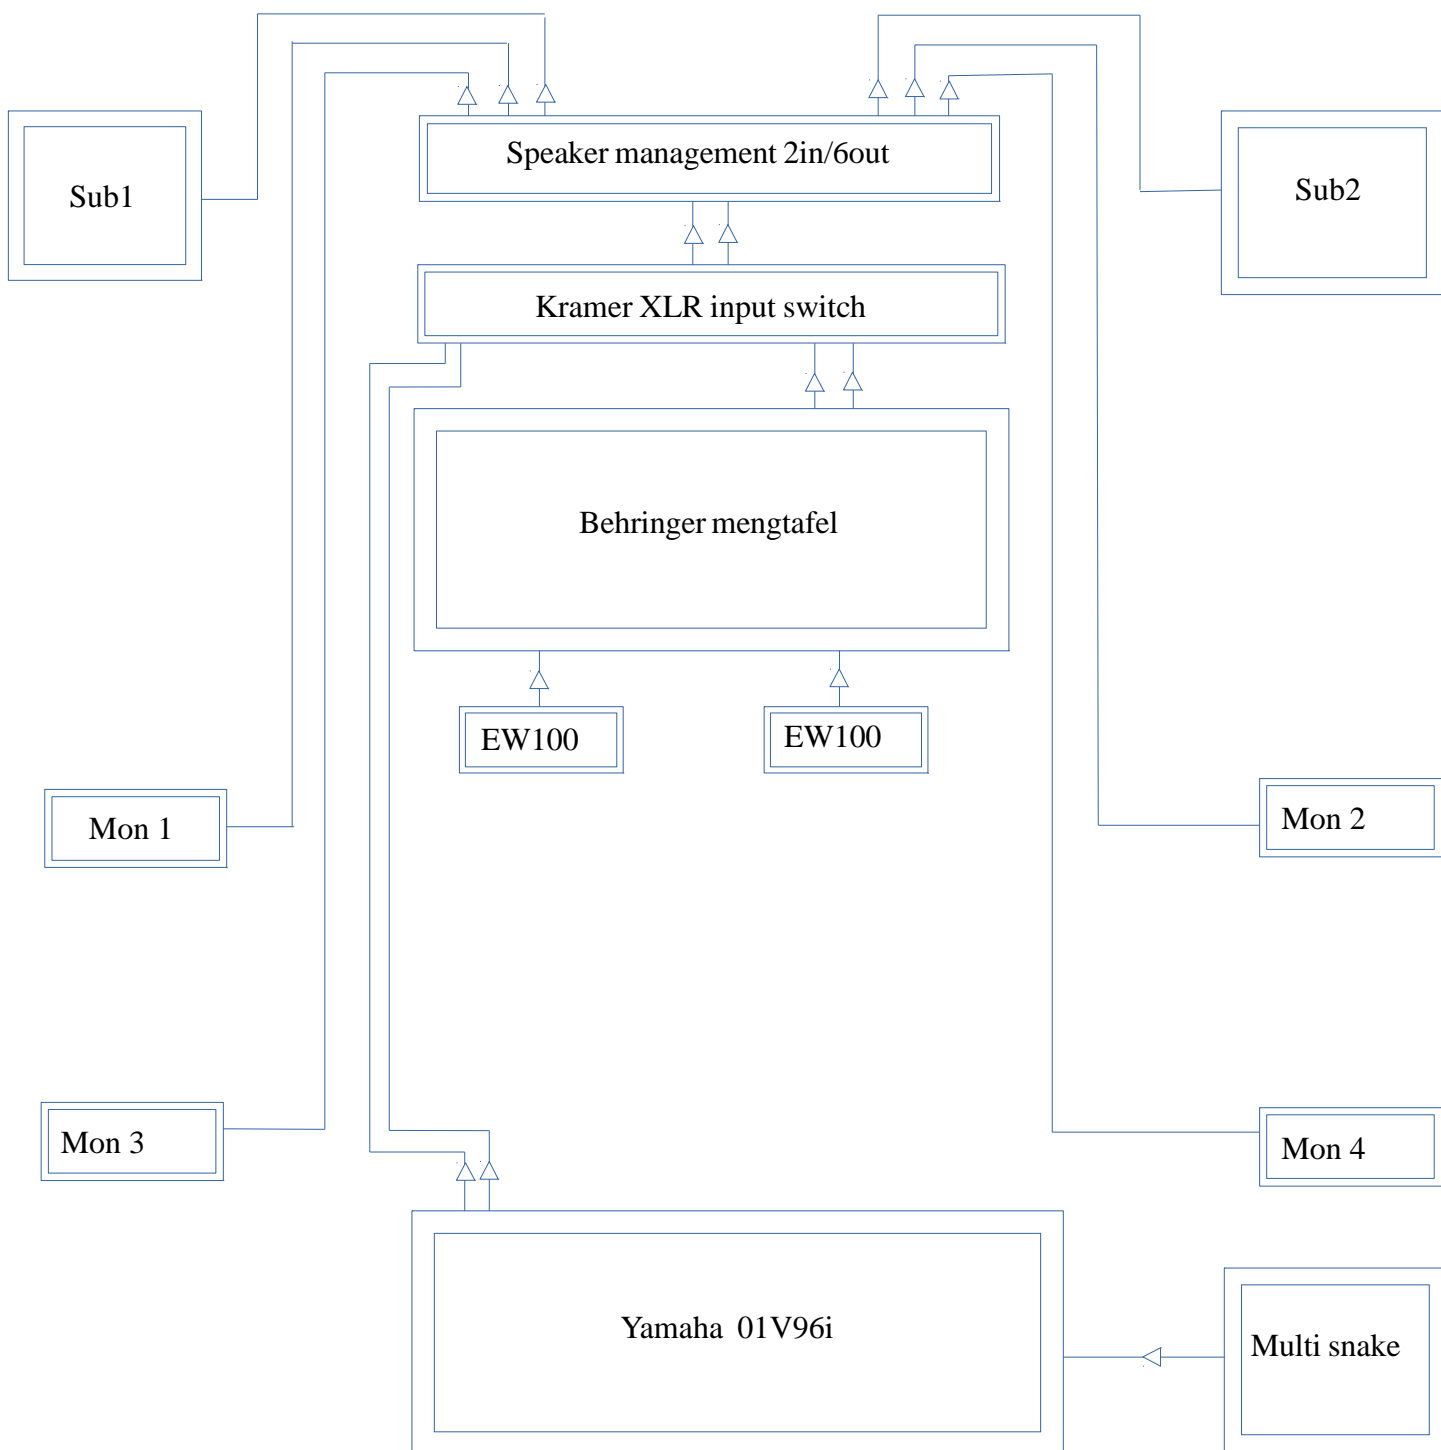 Speaker management 2in/6out
Sub1
Sub2
Kramer XLR input switch
Behringer mengtafel
EW100
EW100
Mon 1
Mon 2
Mon 3
Mon 4
Yamaha 01V96i
Multi snake